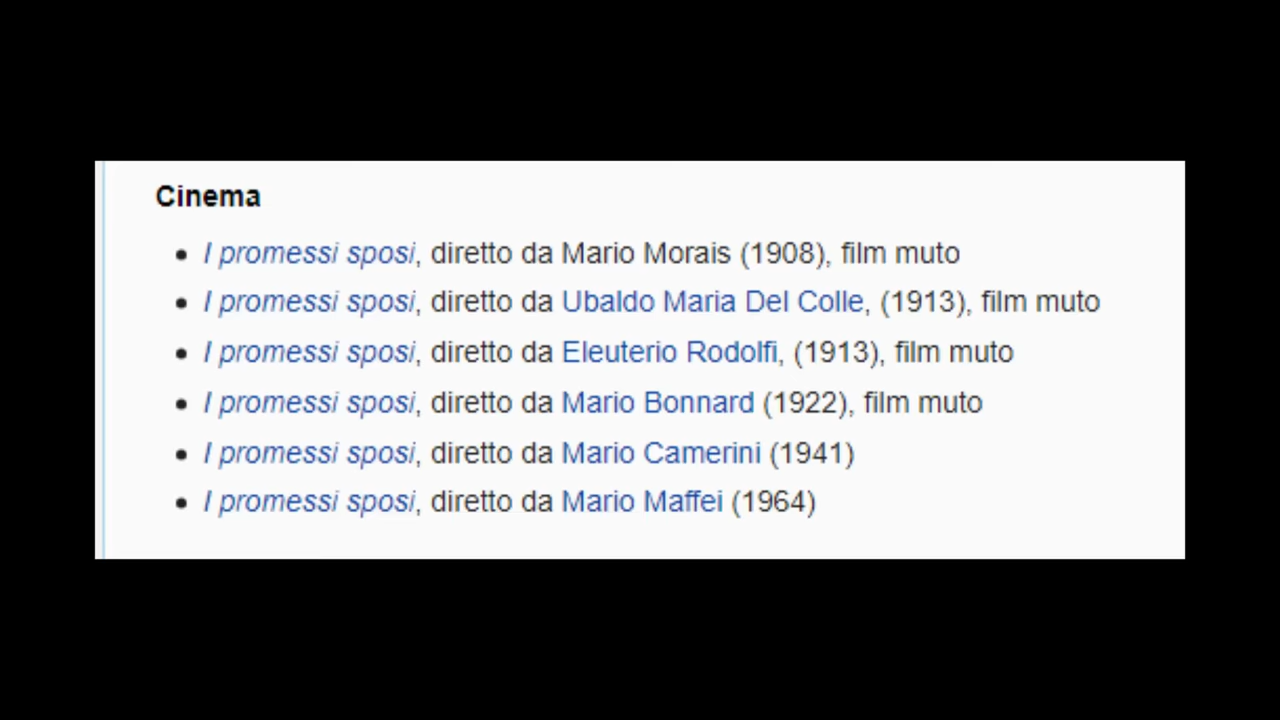 Cinema
I promessi sposi, diretto da Mario Morais (1908), film muto
I promessi sposi, diretto da Ubaldo Maria Del Colle, (1913), film muto
I promessi sposi, diretto da Eleuterio Rodolfi, (1913), film muto
I promessi sposi, diretto da Mario Bonnard (1922), film muto
I promessi sposi, diretto da Mario Camerini (1941)
I promessi sposi, diretto da Mario Maffei (1964)